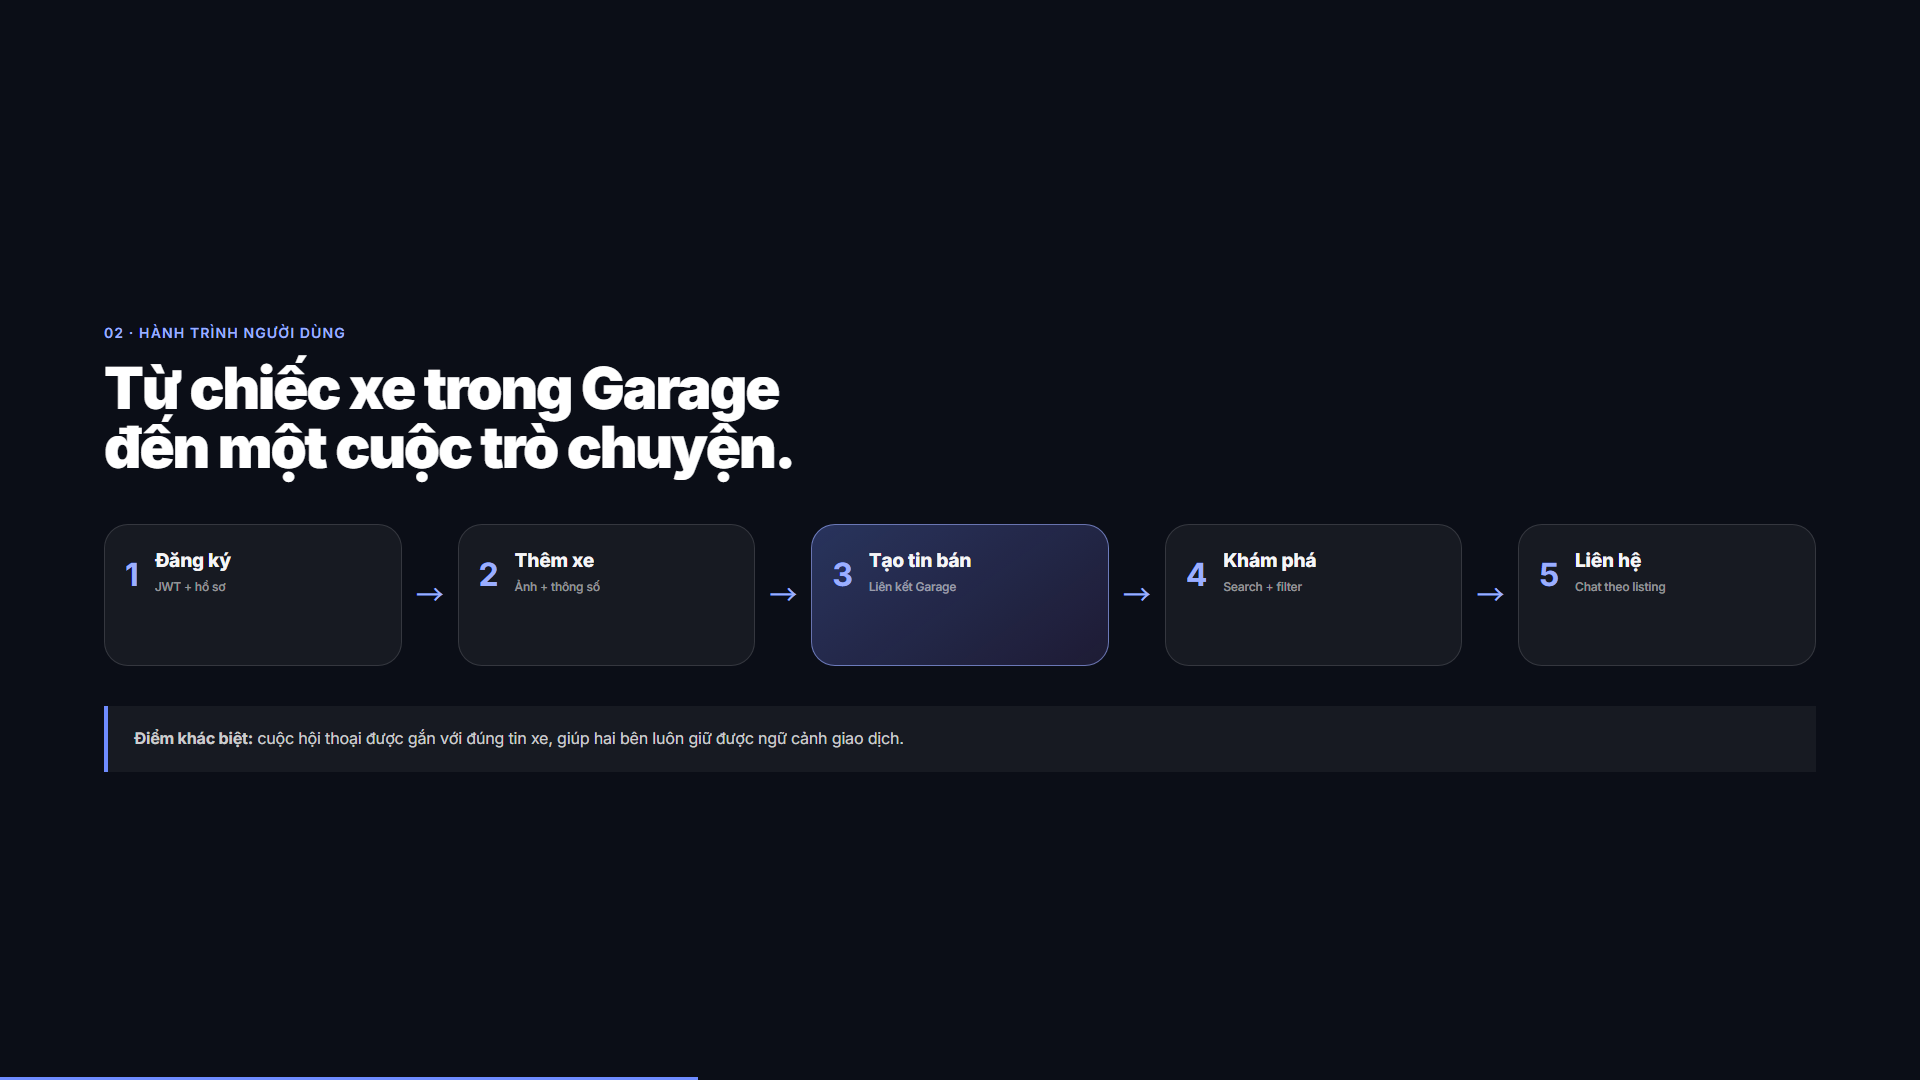 02 · HÀNH TRÌNH NGƯỜI DÙNG
Từ chiếc xe trong Garage
đến một cuộc trò chuyện.
1
Đăng ký
JWT + hồ sơ
→
2
Thêm xe
Ảnh + thông số
→
3
Tạo tin bán
Liên kết Garage
→
4
Khám phá
Search + filter
→
5
Liên hệ
Chat theo listing
Điểm khác biệt: cuộc hội thoại được gắn với đúng tin xe, giúp hai bên luôn giữ được ngữ cảnh giao dịch.